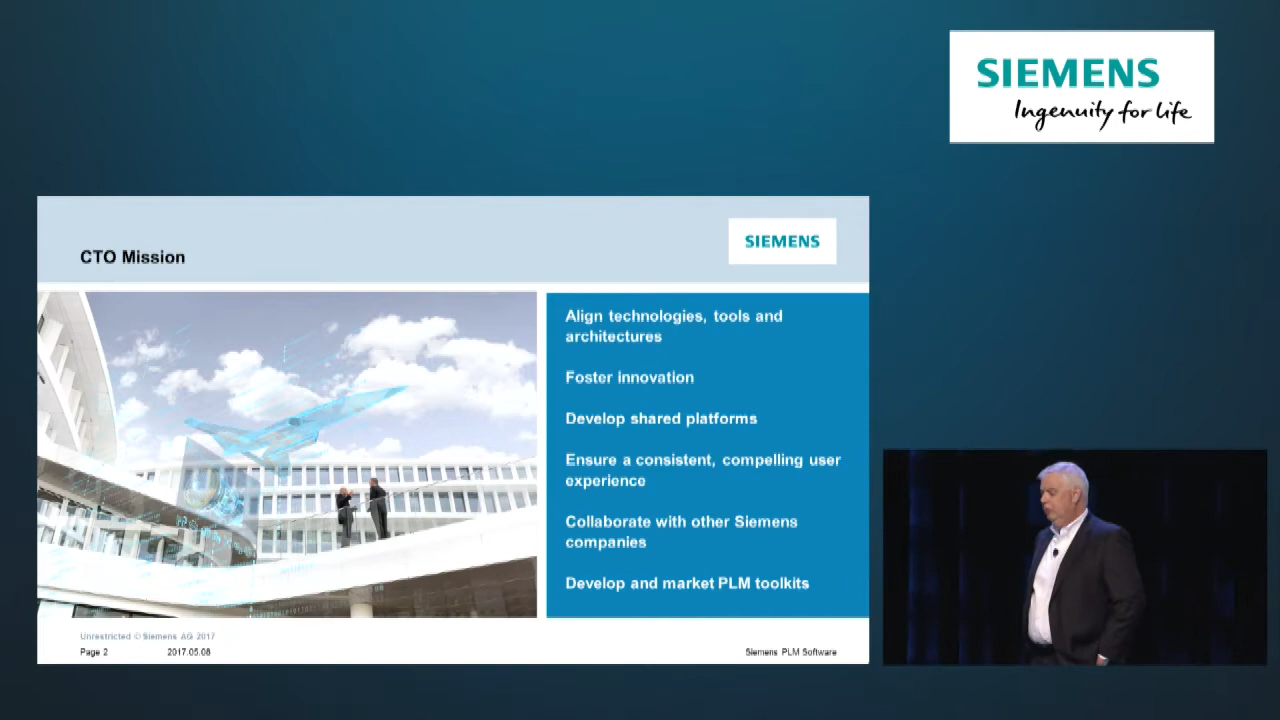 SIEMENS
Ingenuity for life
CTO Mission
SIEMENS
Align technologies, tools and
architectures
Foster innovation
Develop shared platforms
Ensure a consistent, compelling user
experience
Collaborate with other Siemens
companies
Develop and market PLM toolkits
Unrestricted © Siemens AG 2017
Page 2 2017.05.08
Siemens PLM Software